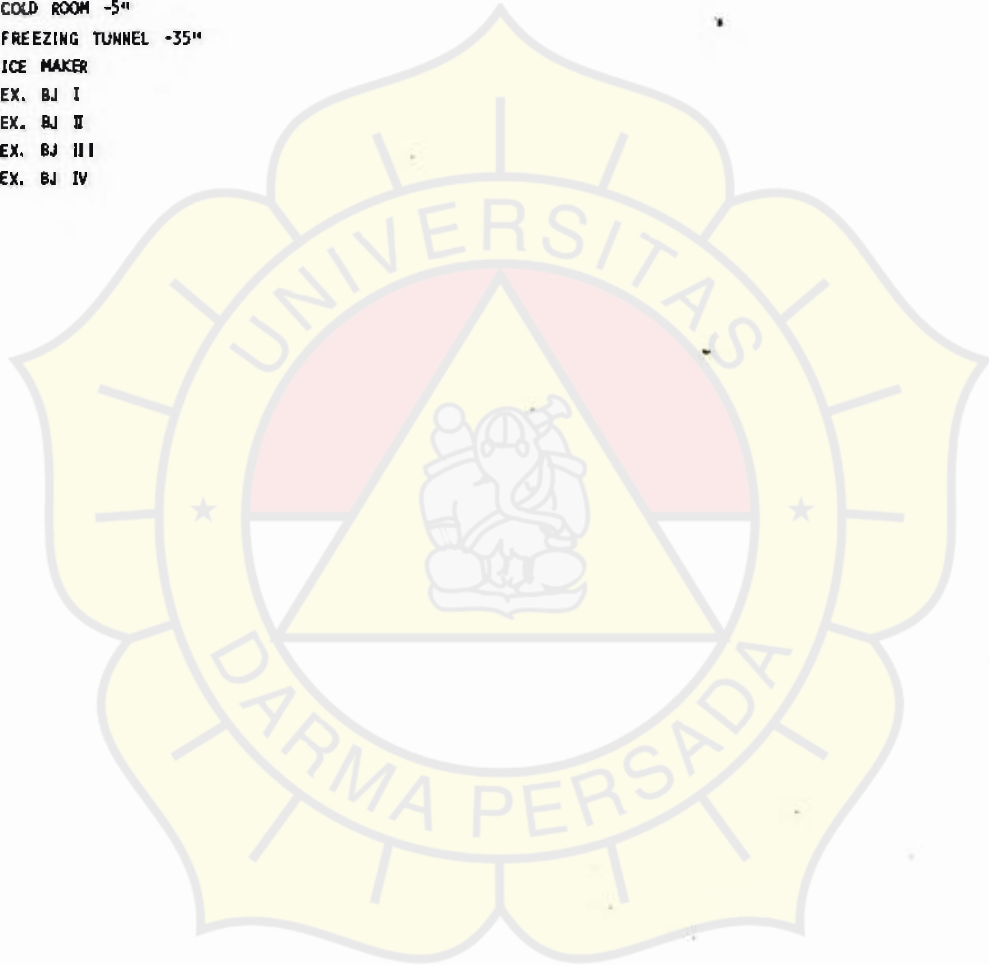 COLD ROOM -5"
FREEZING TUNNEL -35"
ICE MAKER
EX. BJ I
EX. BJ II
EX. BJ III
EX. BJ IV
UNIVERSITAS
DARMA PERSADA